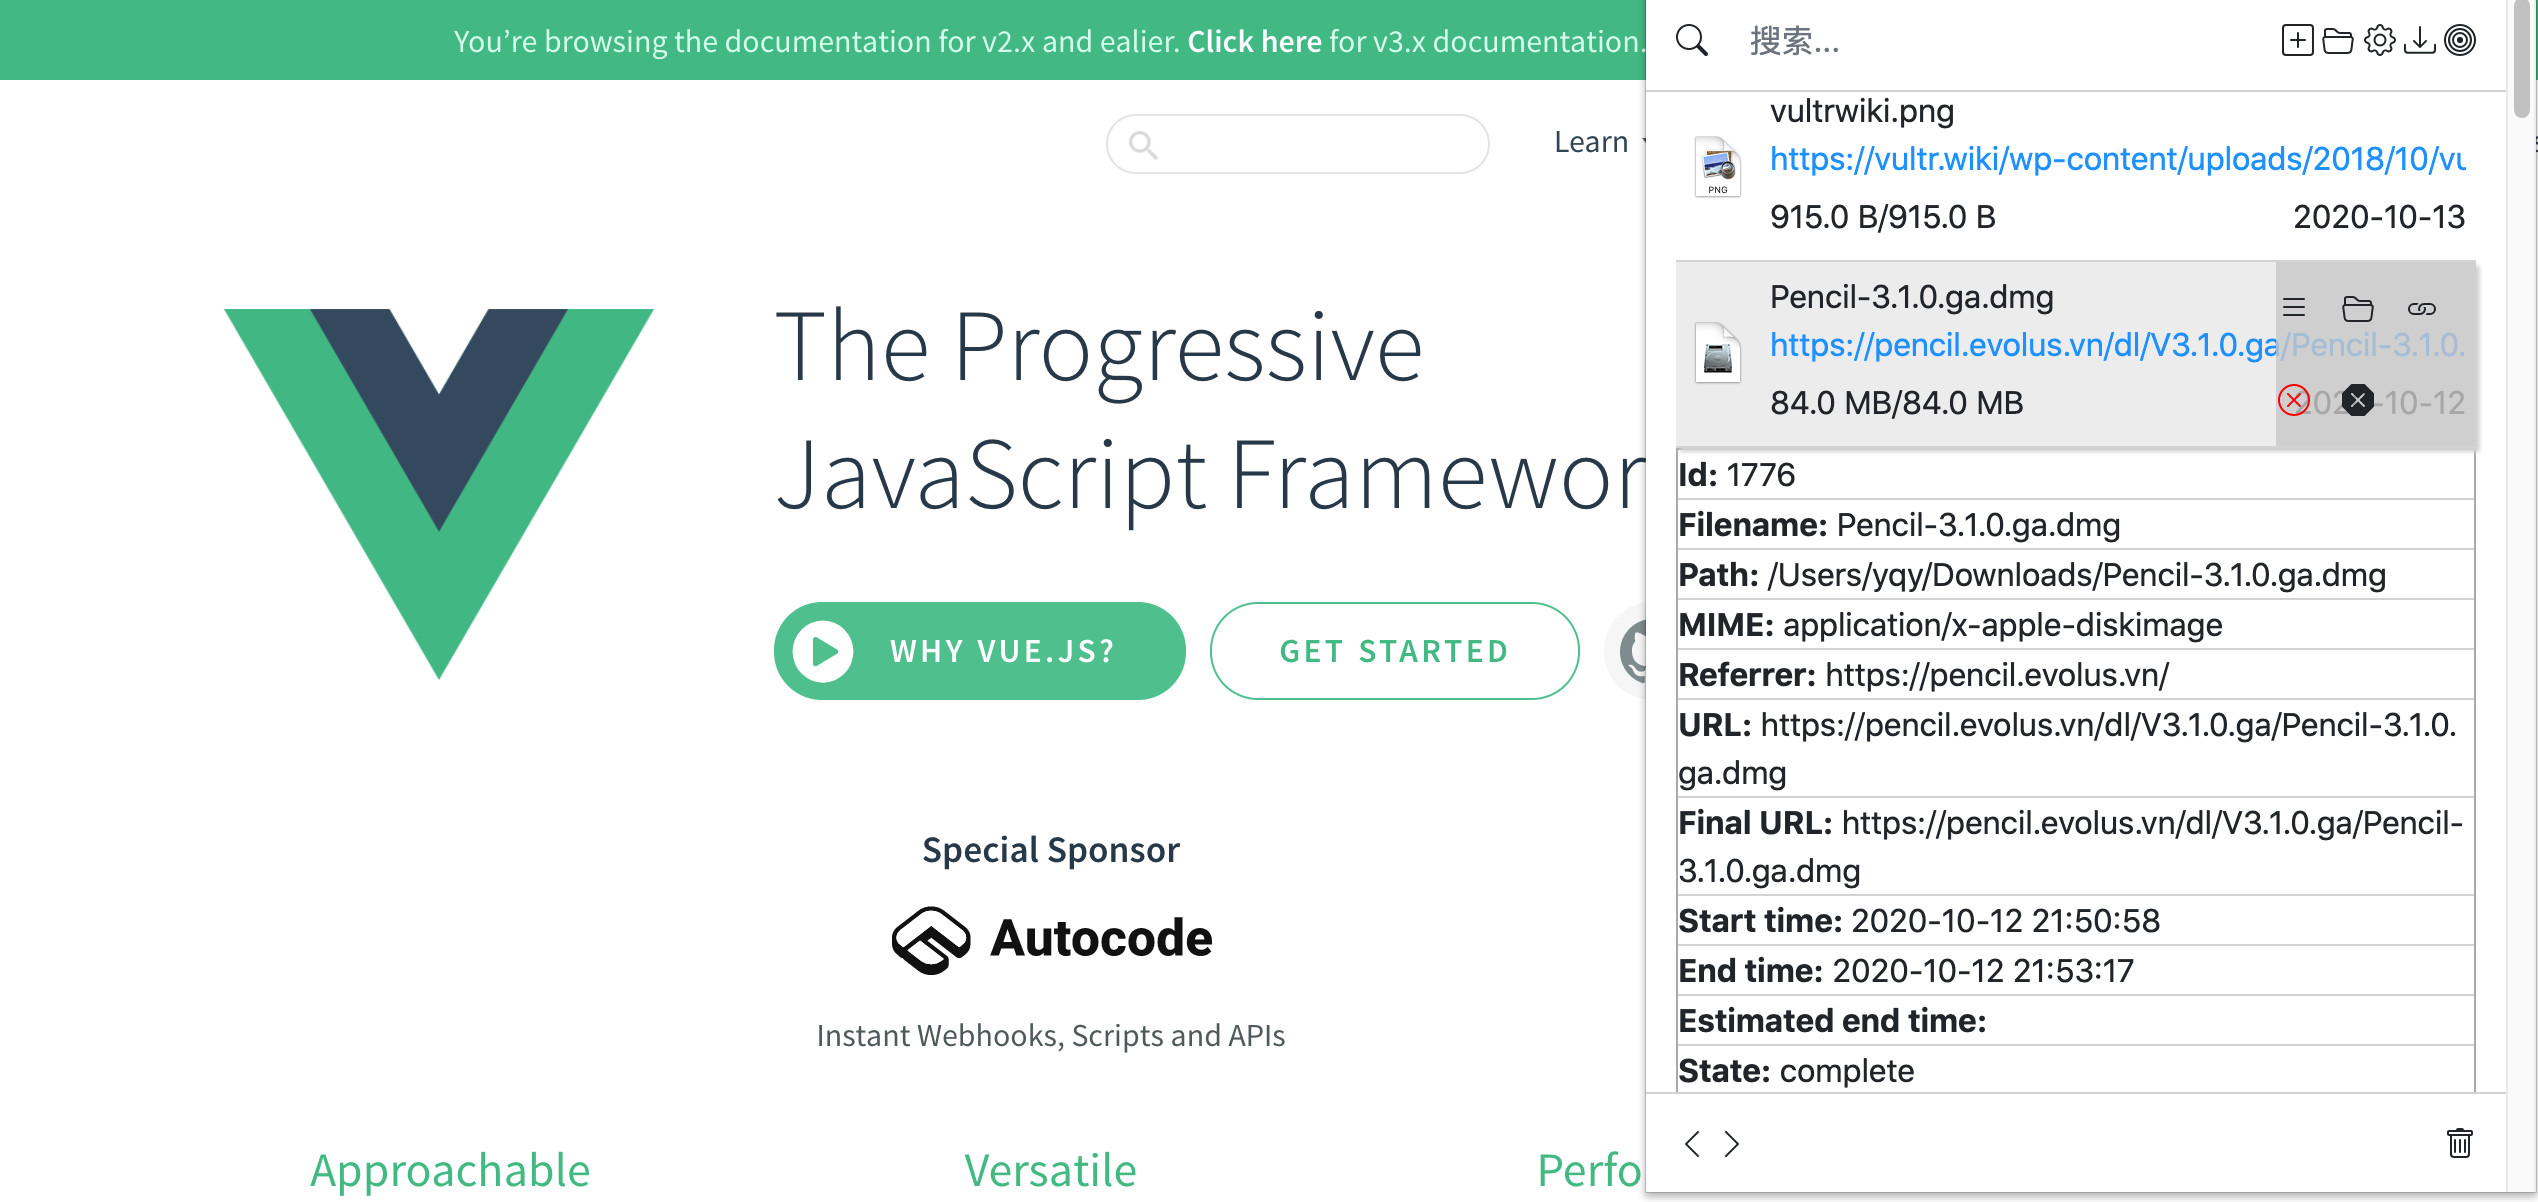 You’re browsing the documentation for v2.x and ealier. Click here for v3.x documentation.
Learn
The Progressive
JavaScript Framewor
WHY VUE.JS?
GET STARTED
Special Sponsor
Autocode
Instant Webhooks, Scripts and APIs
Approachable
Versatile
Perfo
搜索...
vultrwiki.png
PNG
https://vultr.wiki/wp-content/uploads/2018/10/vu
915.0 B/915.0 B
2020-10-13
Pencil-3.1.0.ga.dmg
https://pencil.evolus.vn/dl/V3.1.0.ga/Pencil-3.1.0.
84.0 MB/84.0 MB
2020-10-12
Id: 1776
Filename: Pencil-3.1.0.ga.dmg
Path: /Users/yqy/Downloads/Pencil-3.1.0.ga.dmg
MIME: application/x-apple-diskimage
Referrer: https://pencil.evolus.vn/
URL: https://pencil.evolus.vn/dl/V3.1.0.ga/Pencil-3.1.0.
ga.dmg
Final URL: https://pencil.evolus.vn/dl/V3.1.0.ga/Pencil-
3.1.0.ga.dmg
Start time: 2020-10-12 21:50:58
End time: 2020-10-12 21:53:17
Estimated end time:
State: complete